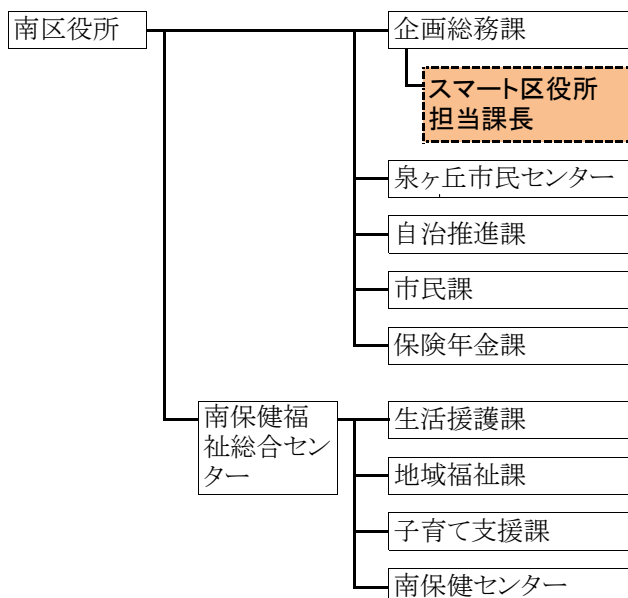 南区役所
企画総務課
スマート区役所
担当課長
泉ヶ丘市民センター
自治推進課
市民課
保険年金課
南保健福
祉総合セン
ター
生活援護課
地域福祉課
子育て支援課
南保健センター